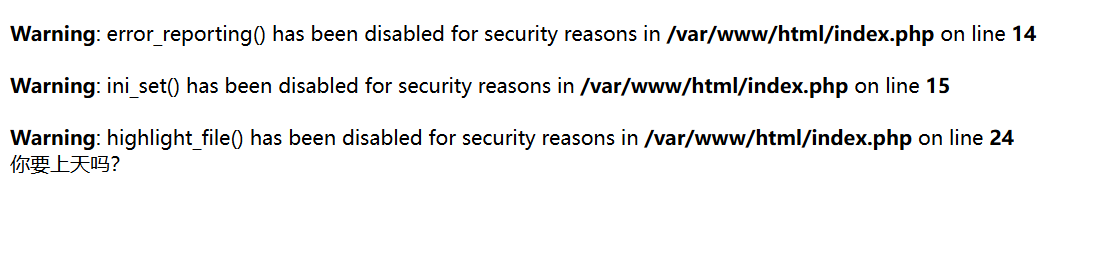 Warning: error_reporting() has been disabled for security reasons in /var/www/html/index.php on line 14
Warning: ini_set() has been disabled for security reasons in /var/www/html/index.php on line 15
Warning: highlight_file() has been disabled for security reasons in /var/www/html/index.php on line 24
你要上天吗?